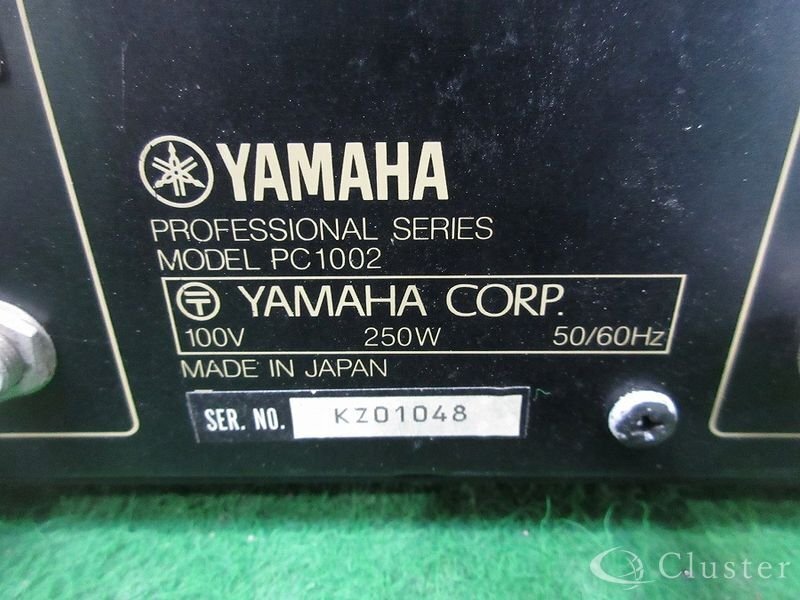 YAMAHA
PROFESSIONAL SERIES
MODEL PC1002
〒 YAMAHA CORP.
100V 250W 50/60Hz
MADE IN JAPAN
SER. NO. KZ01048
Cluster